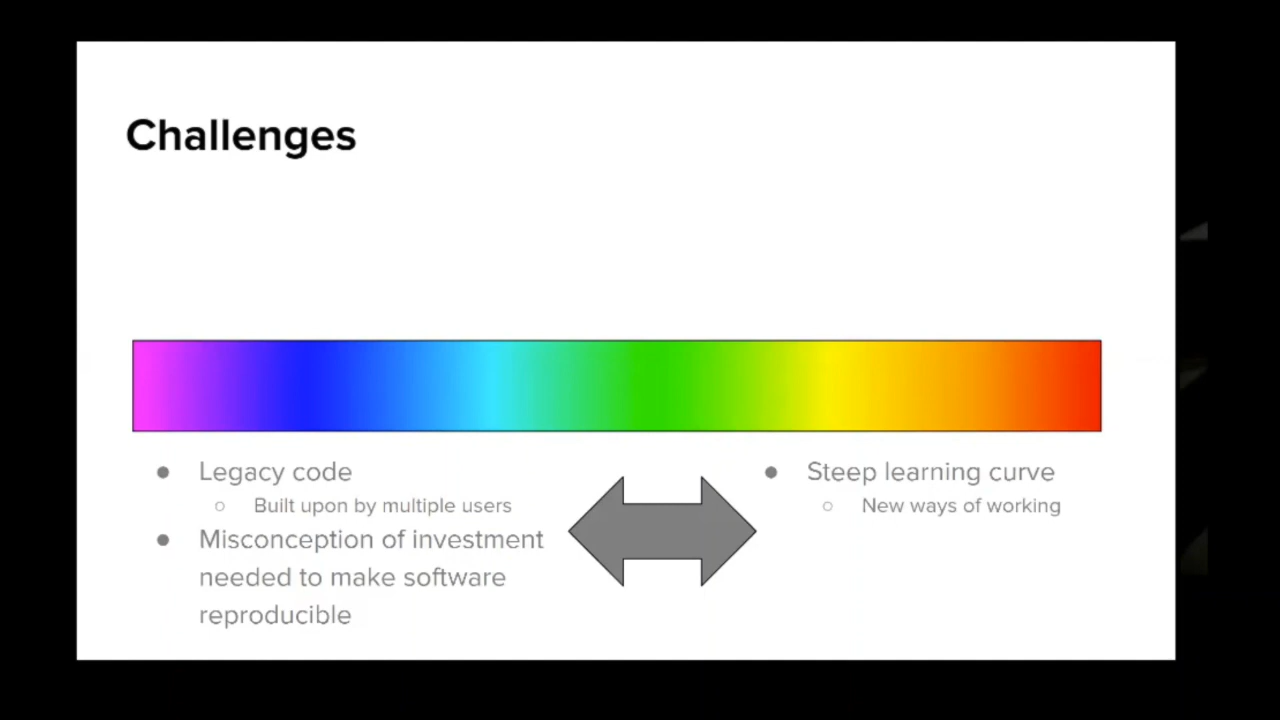 Challenges
● Legacy code
○ Built upon by multiple users
● Misconception of investment
needed to make software
reproducible
● Steep learning curve
○ New ways of working